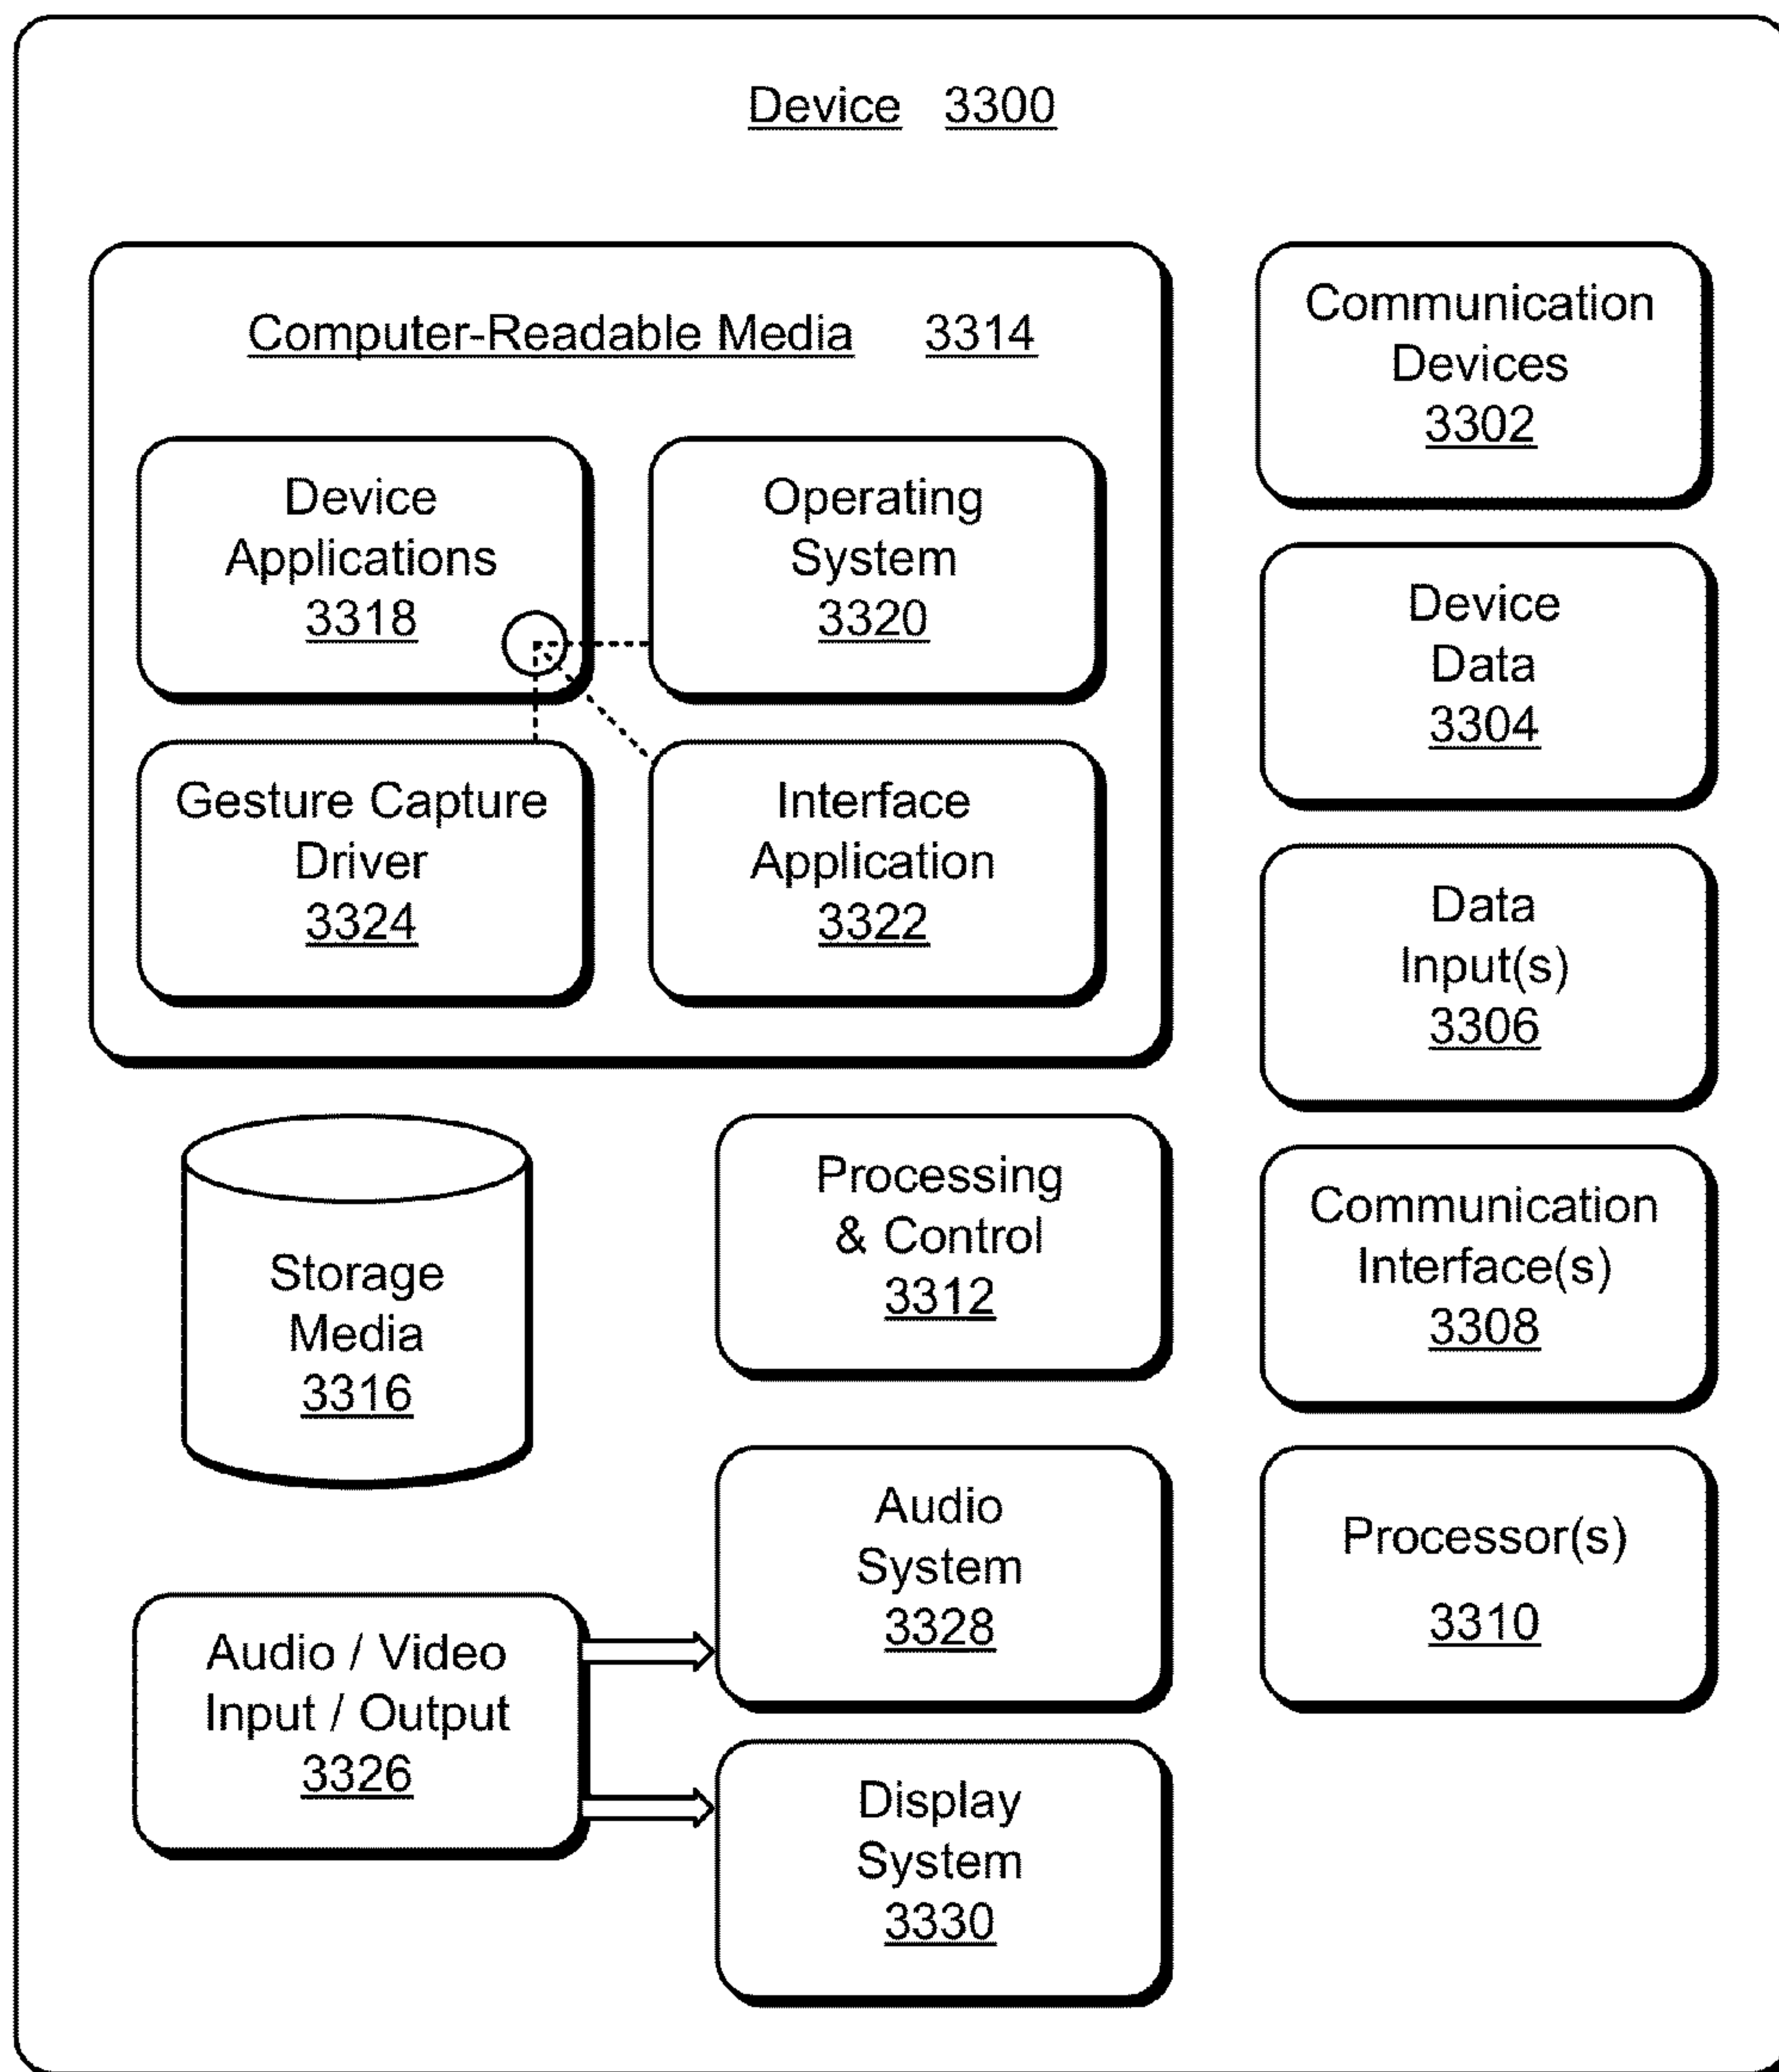 Device 3300
Computer-Readable Media 3314
Device
Applications
3318
Operating
System
3320
Gesture Capture
Driver
3324
Interface
Application
3322
Communication
Devices
3302
Device
Data
3304
Data
Input(s)
3306
Communication
Interface(s)
3308
Processor(s)
3310
Storage
Media
3316
Processing
& Control
3312
Audio / Video
Input / Output
3326
Audio
System
3328
Display
System
3330